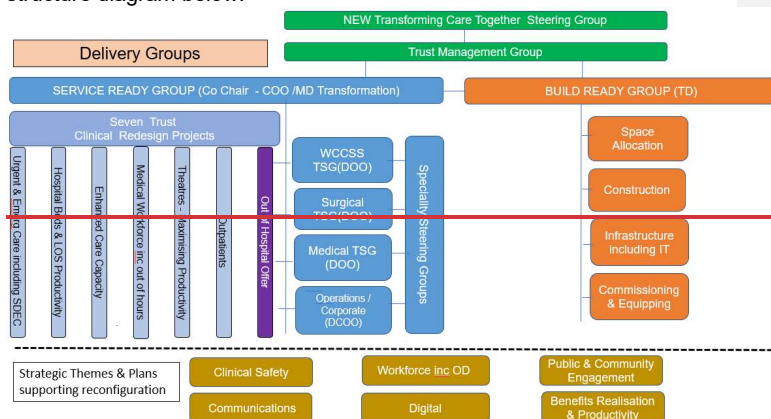 structure diagram below.
NEW Transforming Care Together Steering Group
Delivery Groups
Trust Management Group
SERVICE READY GROUP (Co Chair - COO /MD Transformation)
BUILD READY GROUP (TD)
Seven Trust
Clinical Redesign Projects
Urgent & Emerg Care including SDEC
Hospital Beds & LOS Productivity
Enhanced Care Capacity
Medical Workforce inc out of hours
Theatres - Maximising Productivity
Outpatients
Out of Hospital Offer
WCCSS
TSG(DOO)
Surgical
TSG(DOO)
Medical TSG
(DOO)
Operations /
Corporate
(DCOO)
Speciality Steering Groups
Space
Allocation
Construction
Infrastructure
including IT
Commissioning
& Equipping
Strategic Themes & Plans
supporting reconfiguration
Clinical Safety
Workforce inc OD
Public & Community
Engagement
Communications
Digital
Benefits Realisation
& Productivity